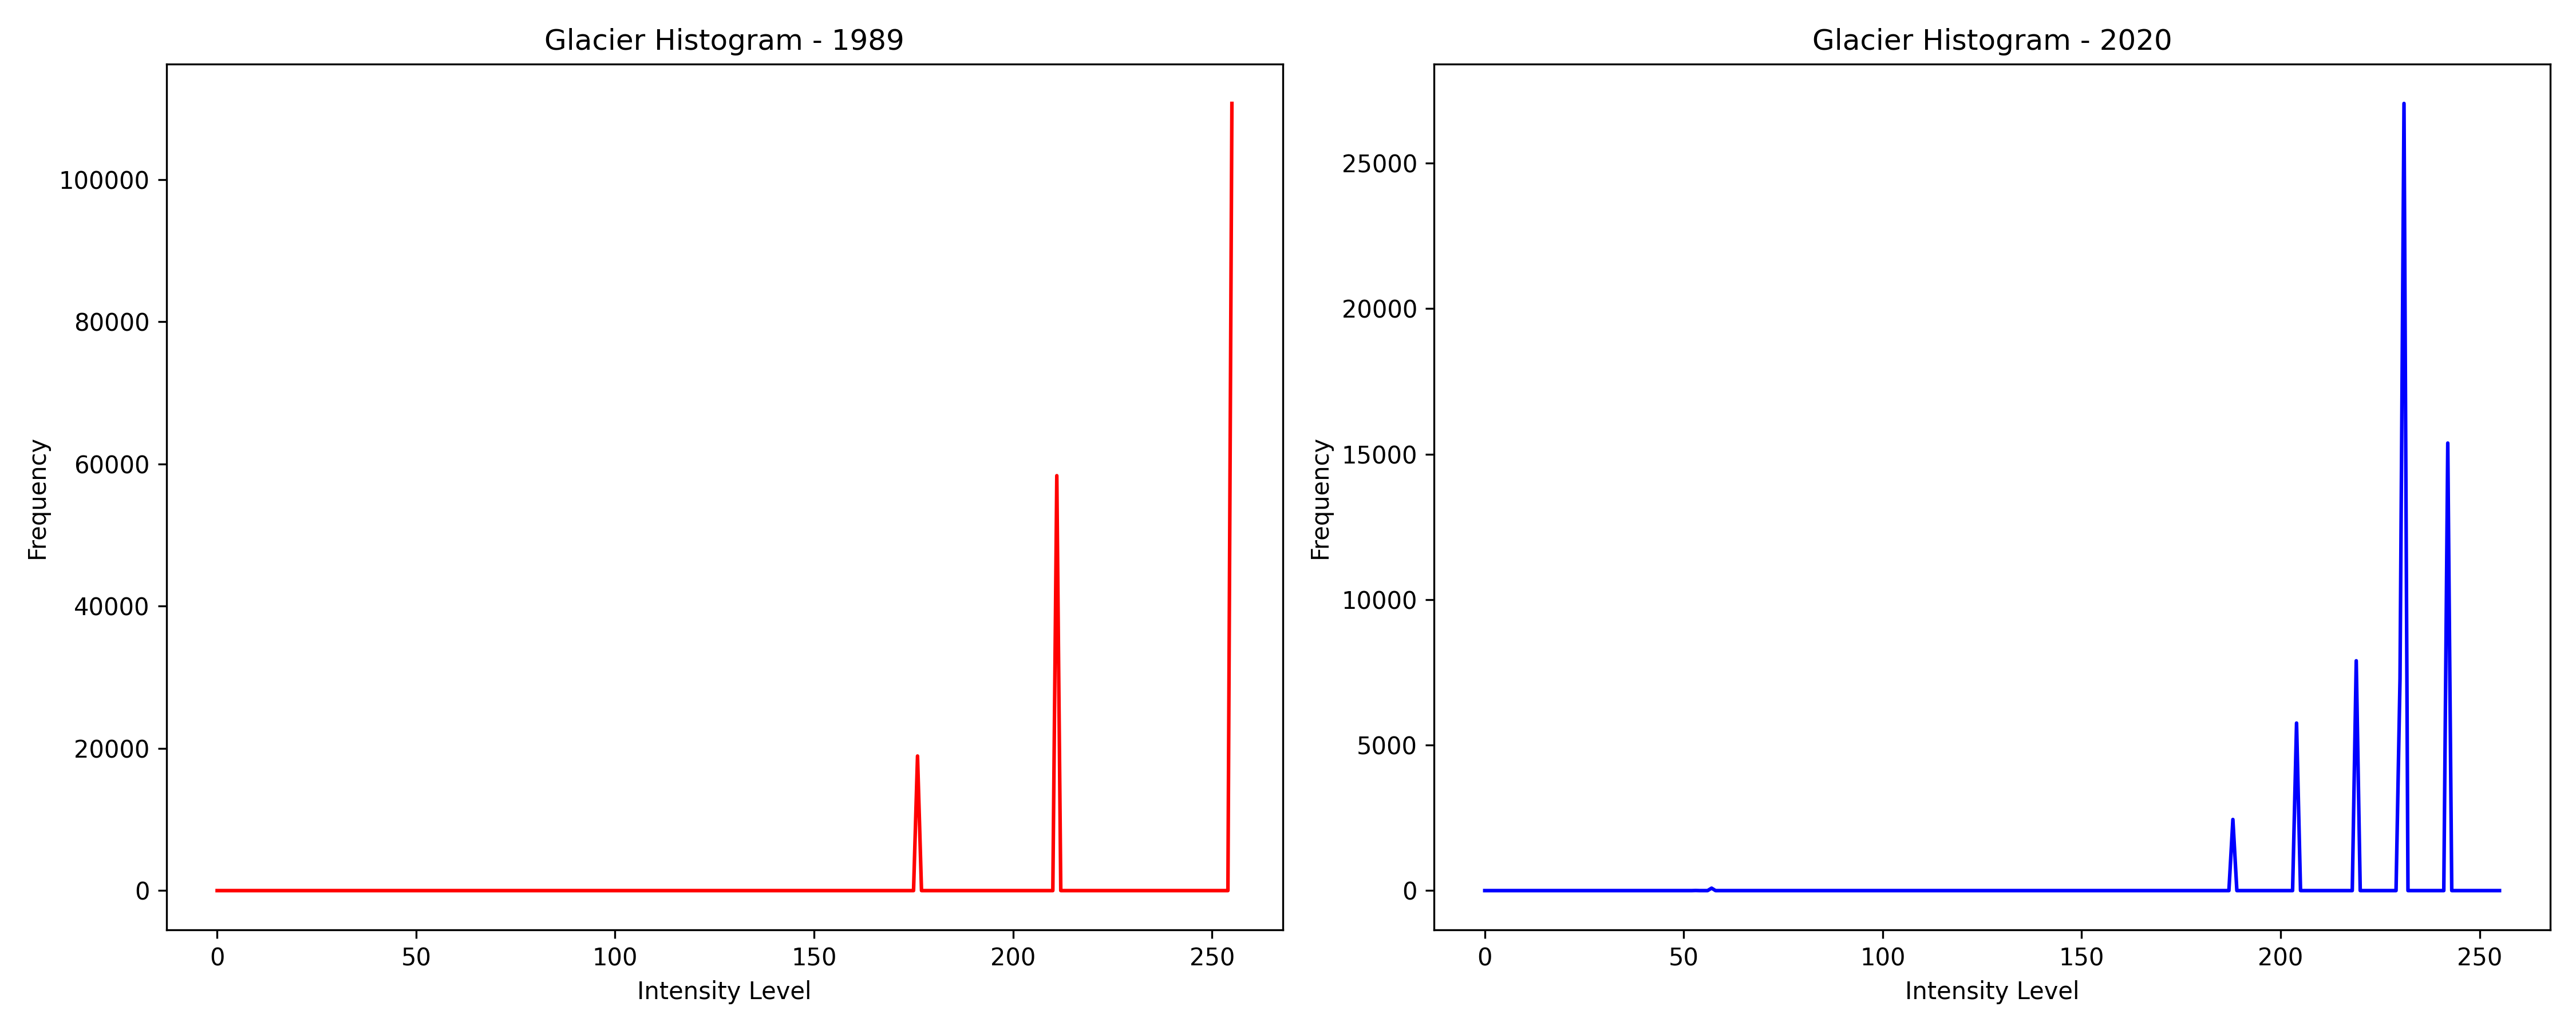 Glacier Histogram - 1989
100000
80000
60000
40000
20000
0
Frequency
0 50 100 150 200 250
Intensity Level
Glacier Histogram - 2020
25000
20000
15000
10000
5000
0
Frequency
0 50 100 150 200 250
Intensity Level